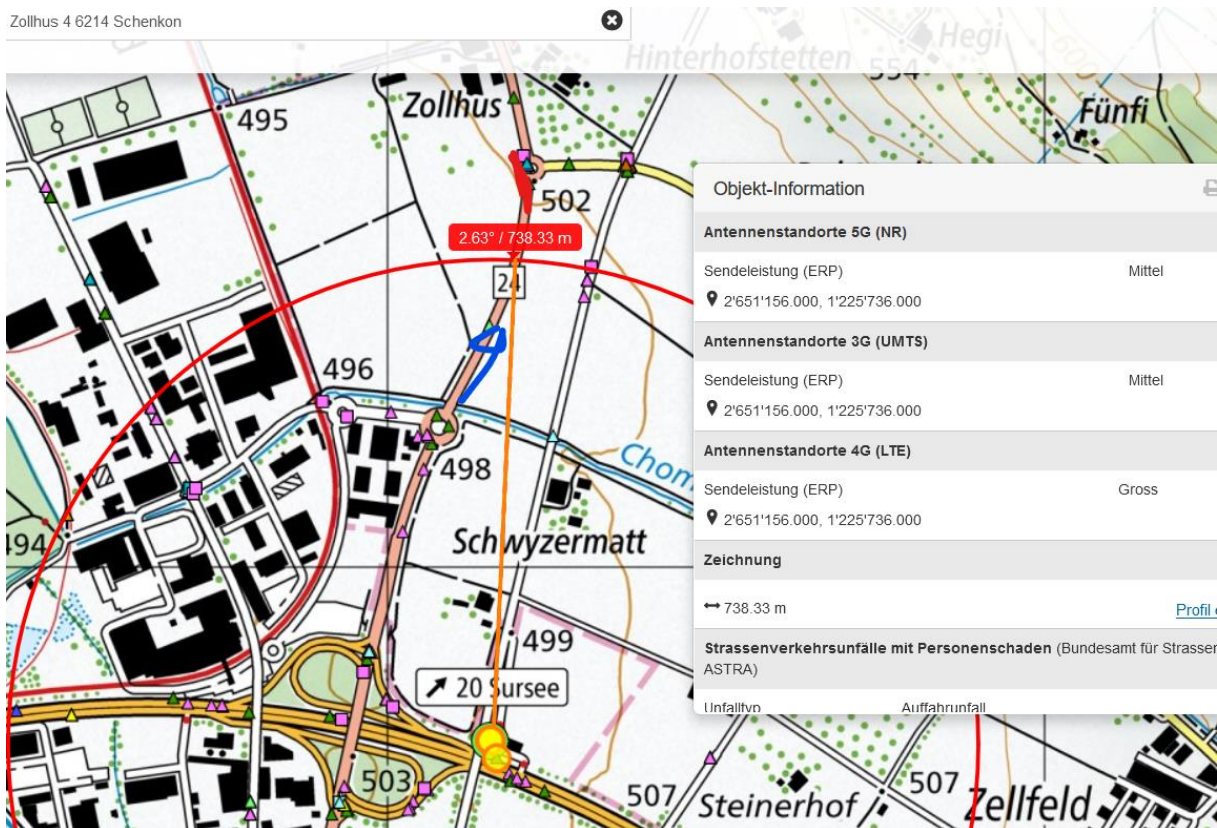 Zollhus 4 6214 Schenkon
Hinterhofstetten
Hegi
554
600
Zollhus
495
Fünfi
502
2.63° / 738.33 m
24
496
498
Chom
494
Schwyzermatt
499
20 Sursee
503
507
Steinerhof
507
Zellfeld
Objekt-Information
Antennenstandorte 5G (NR)
Sendeleistung (ERP) Mittel
2'651'156.000, 1'225'736.000
Antennenstandorte 3G (UMTS)
Sendeleistung (ERP) Mittel
2'651'156.000, 1'225'736.000
Antennenstandorte 4G (LTE)
Sendeleistung (ERP) Gross
2'651'156.000, 1'225'736.000
Zeichnung
738.33 m Profil
Strassenverkehrsunfälle mit Personenschaden (Bundesamt für Strassen
ASTRA)
Unfalltyp Auffahrunfall